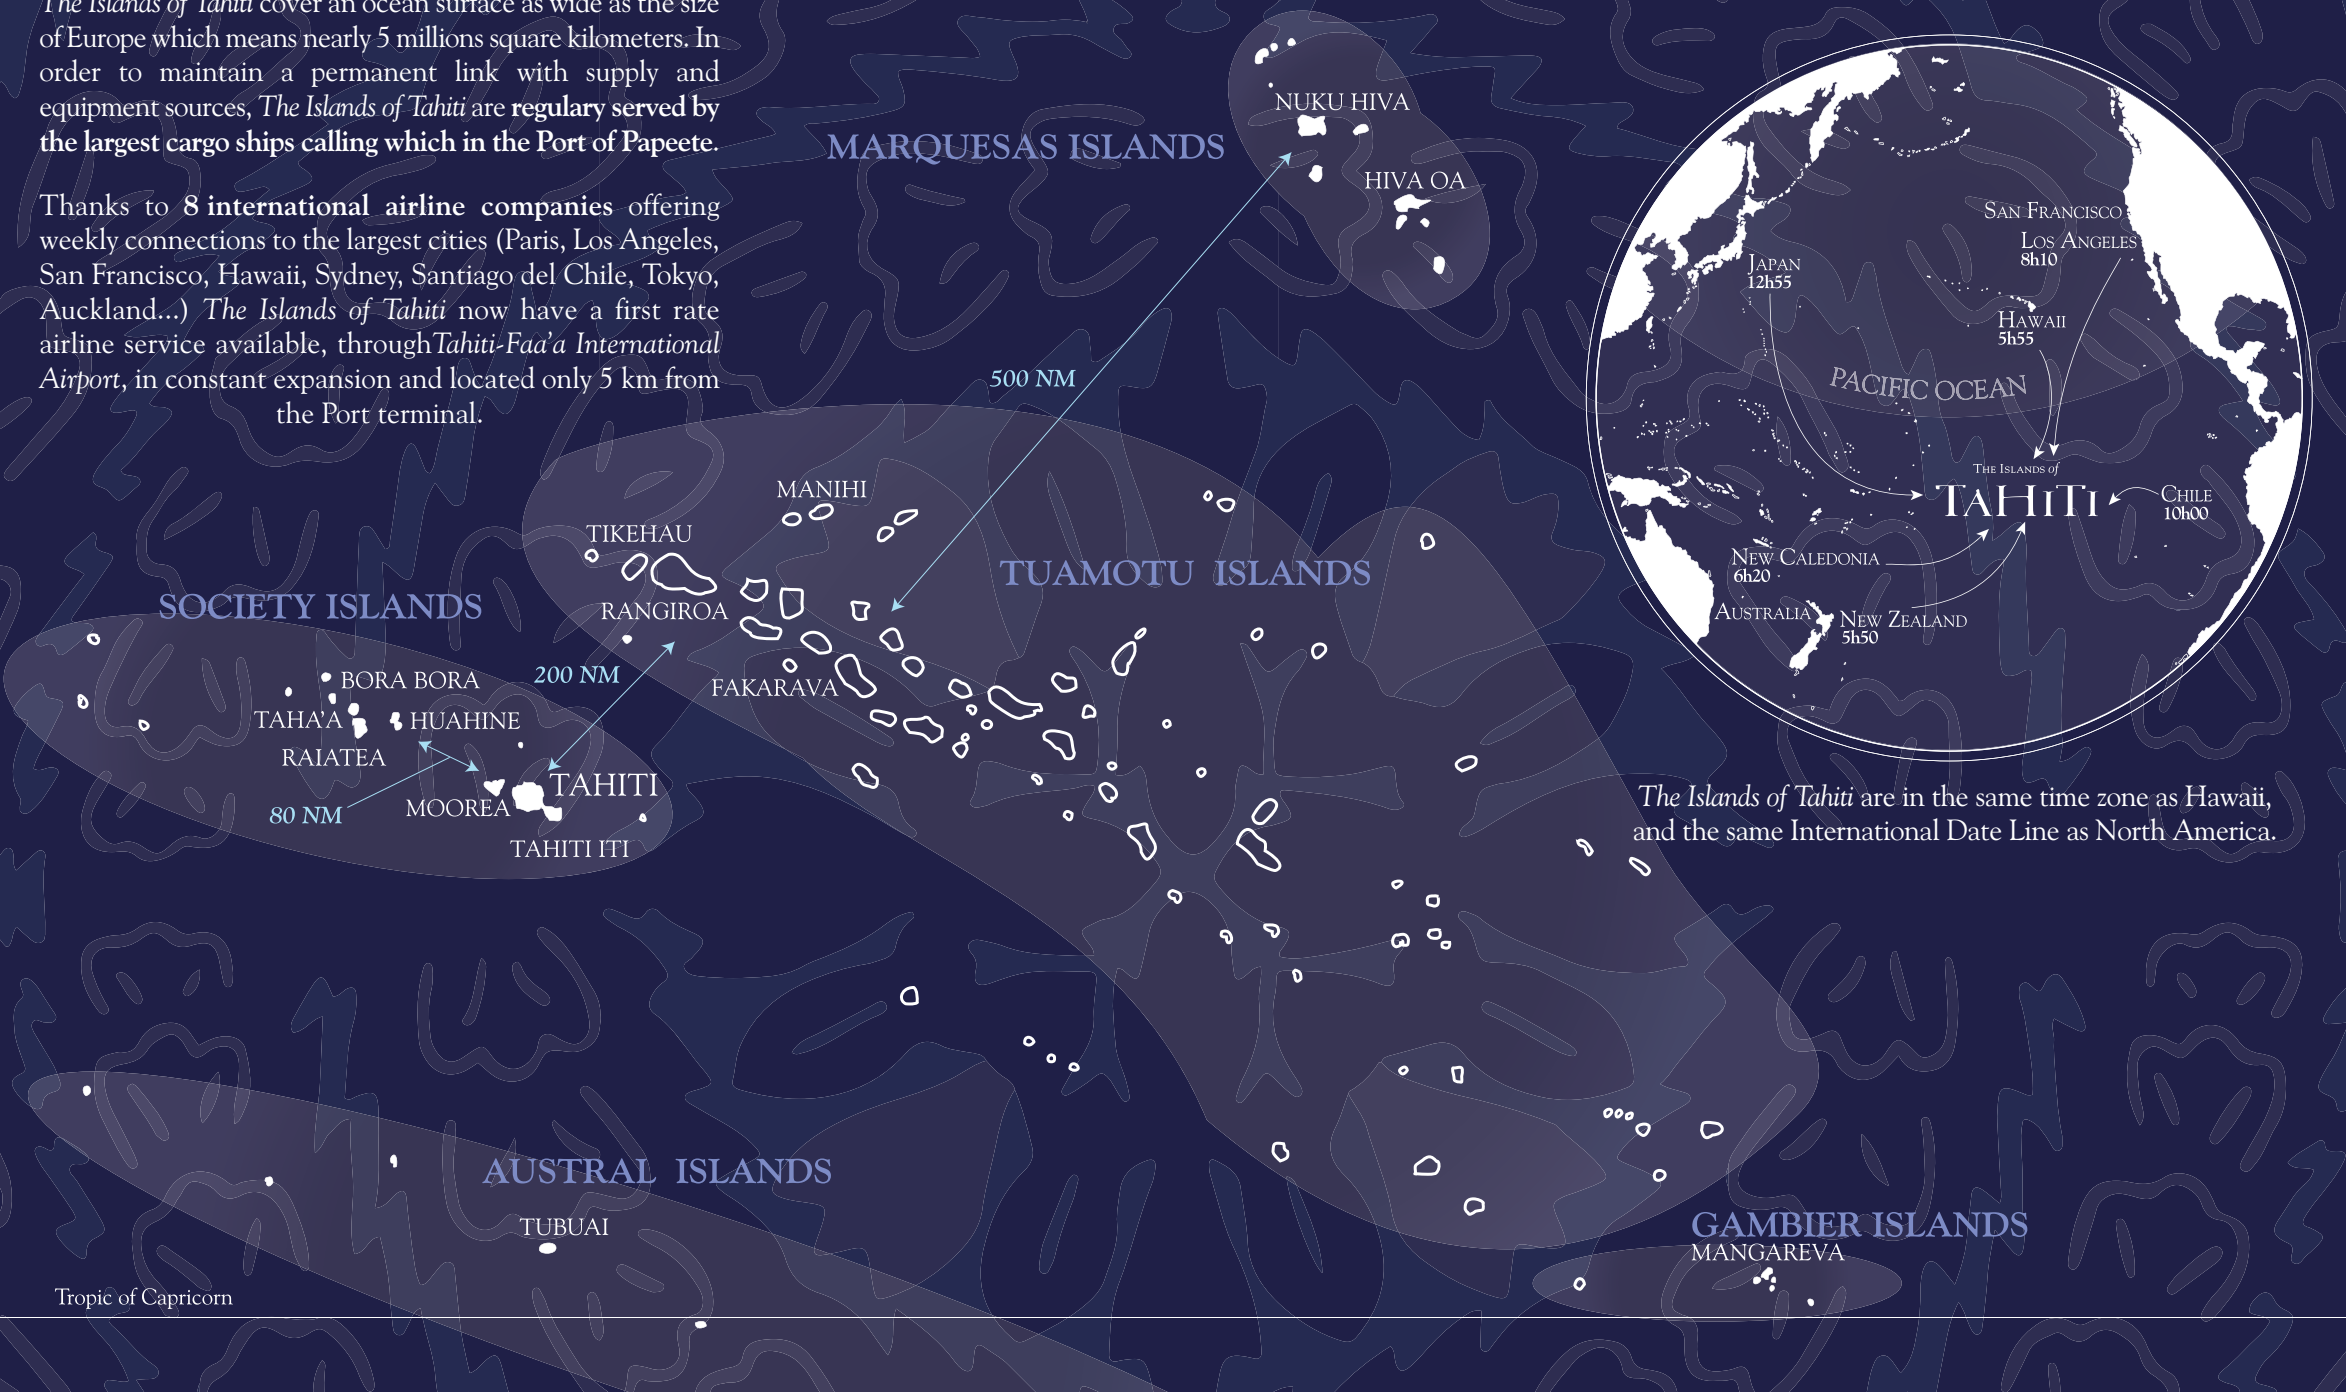 The Islands of Tahiti cover an ocean surface as wide as the size
of Europe which means nearly 5 millions square kilometers. In
order to maintain a permanent link with supply and
equipment sources, The Islands of Tahiti are regulary served by
the largest cargo ships calling which in the Port of Papeete.
Thanks to 8 international airline companies offering
weekly connections to the largest cities (Paris, Los Angeles,
San Francisco, Hawaii, Sydney, Santiago del Chile, Tokyo,
Auckland...) The Islands of Tahiti now have a first rate
airline service available, throughTahiti-Faa'a International
Airport, in constant expansion and located only 5 km from
the Port terminal.
MARQUESAS ISLANDS
NUKU HIVA
HIVA OA
500 NM
MANIHI
TIKEHAU
RANGIROA
TUAMOTU ISLANDS
FAKARAVA
200 NM
SOCIETY ISLANDS
BORA BORA
TAHA'A
HUAHINE
RAIATEA
TAHITI
MOOREA
80 NM
TAHITI ITI
AUSTRAL ISLANDS
TUBUAI
Tropic of Capricorn
GAMBIER ISLANDS
MANGAREVA
SAN FRANCISCO
LOS ANGELES
8h10
JAPAN
12h55
HAWAII
5h55
PACIFIC OCEAN
THE ISLANDS of
TAHiTi
CHILE
10h00
NEW CALEDONIA
6h20
AUSTRALIA
NEW ZEALAND
5h50
The Islands of Tahiti are in the same time zone as Hawaii,
and the same International Date Line as North America.